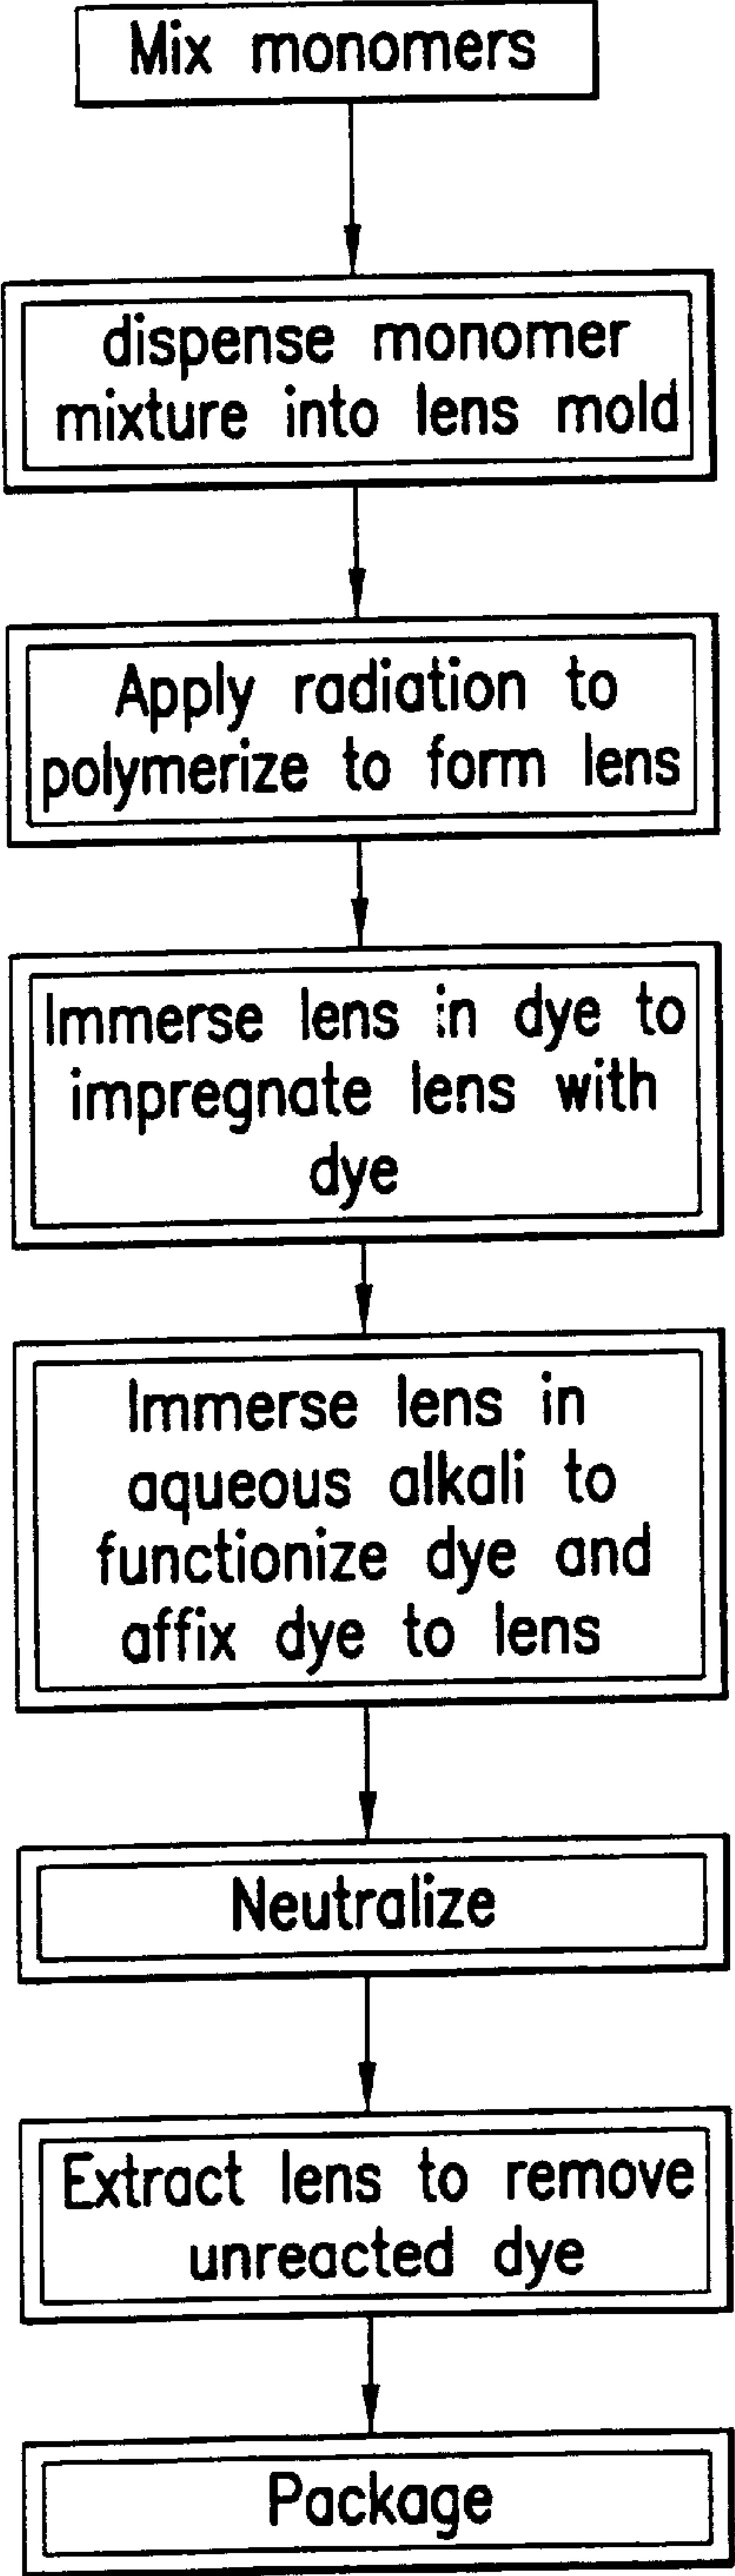 Mix monomers
dispense monomer
mixture into lens mold
Apply radiation to
polymerize to form lens
Immerse lens in dye to
impregnate lens with
dye
Immerse lens in
aqueous alkali to
functionize dye and
affix dye to lens
Neutralize
Extract lens to remove
unreacted dye
Package